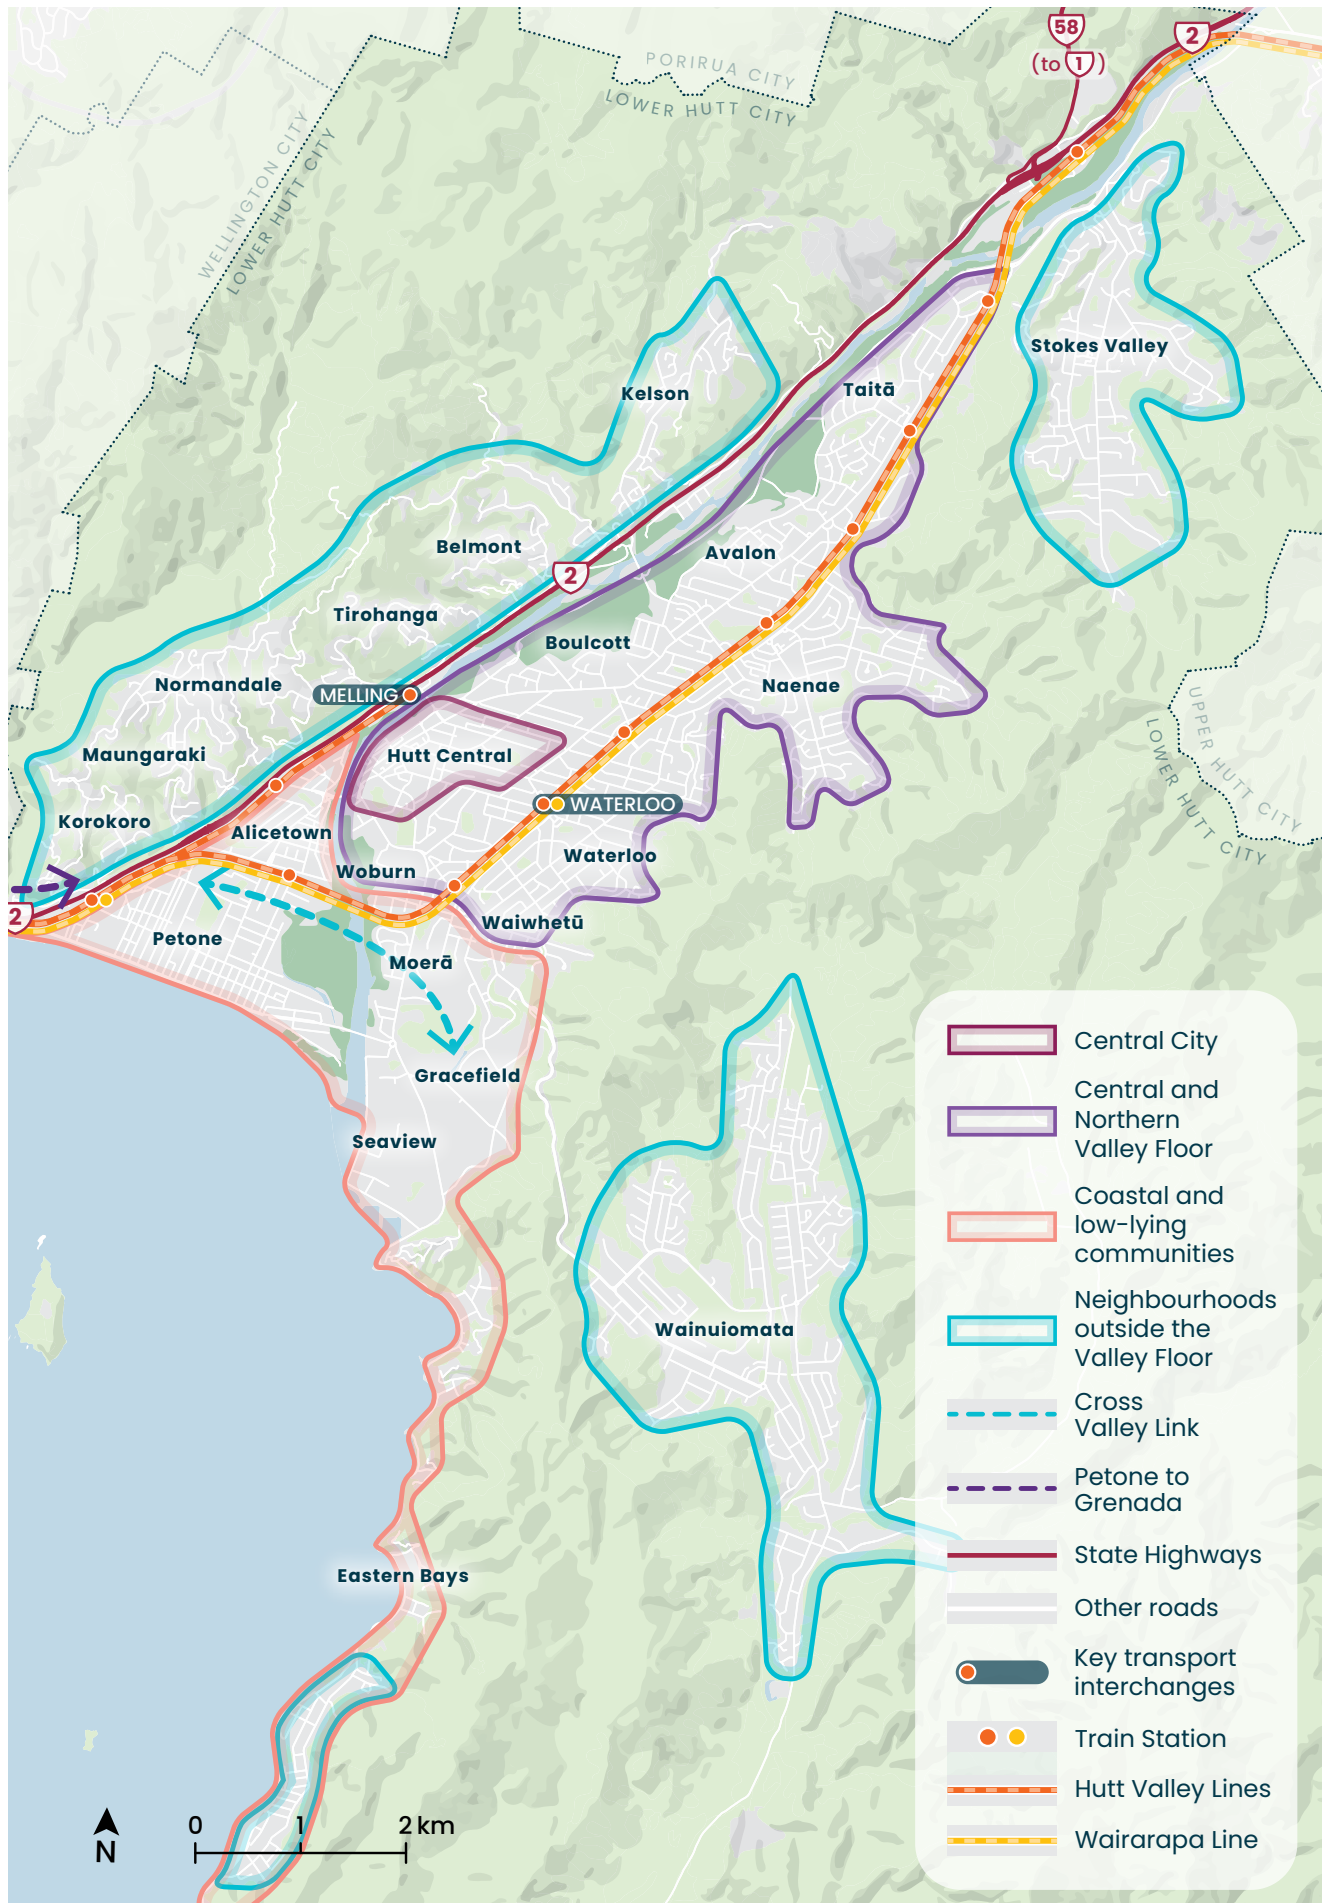 58
(to 1)
2
PORIRUA CITY
LOWER HUTT CITY
WELLINGTON CITY
LOWER HUTT CITY
Stokes Valley
Taitā
Kelson
Belmont
Avalon
2
Tirohanga
Boulcott
Normandale
MELLING
Naenae
UPPER HUTT CITY
LOWER HUTT CITY
Maungaraki
Hutt Central
WATERLOO
Korokoro
Alicetown
Waterloo
Woburn
2
Waiwhetū
Petone
Moerā
Gracefield
Seaview
Wainuiomata
Eastern Bays
Central City
Central and
Northern
Valley Floor
Coastal and
low-lying
communities
Neighbourhoods
outside the
Valley Floor
Cross
Valley Link
Petone to
Grenada
State Highways
Other roads
Key transport
interchanges
Train Station
Hutt Valley Lines
Wairarapa Line
0 1 2 km
N